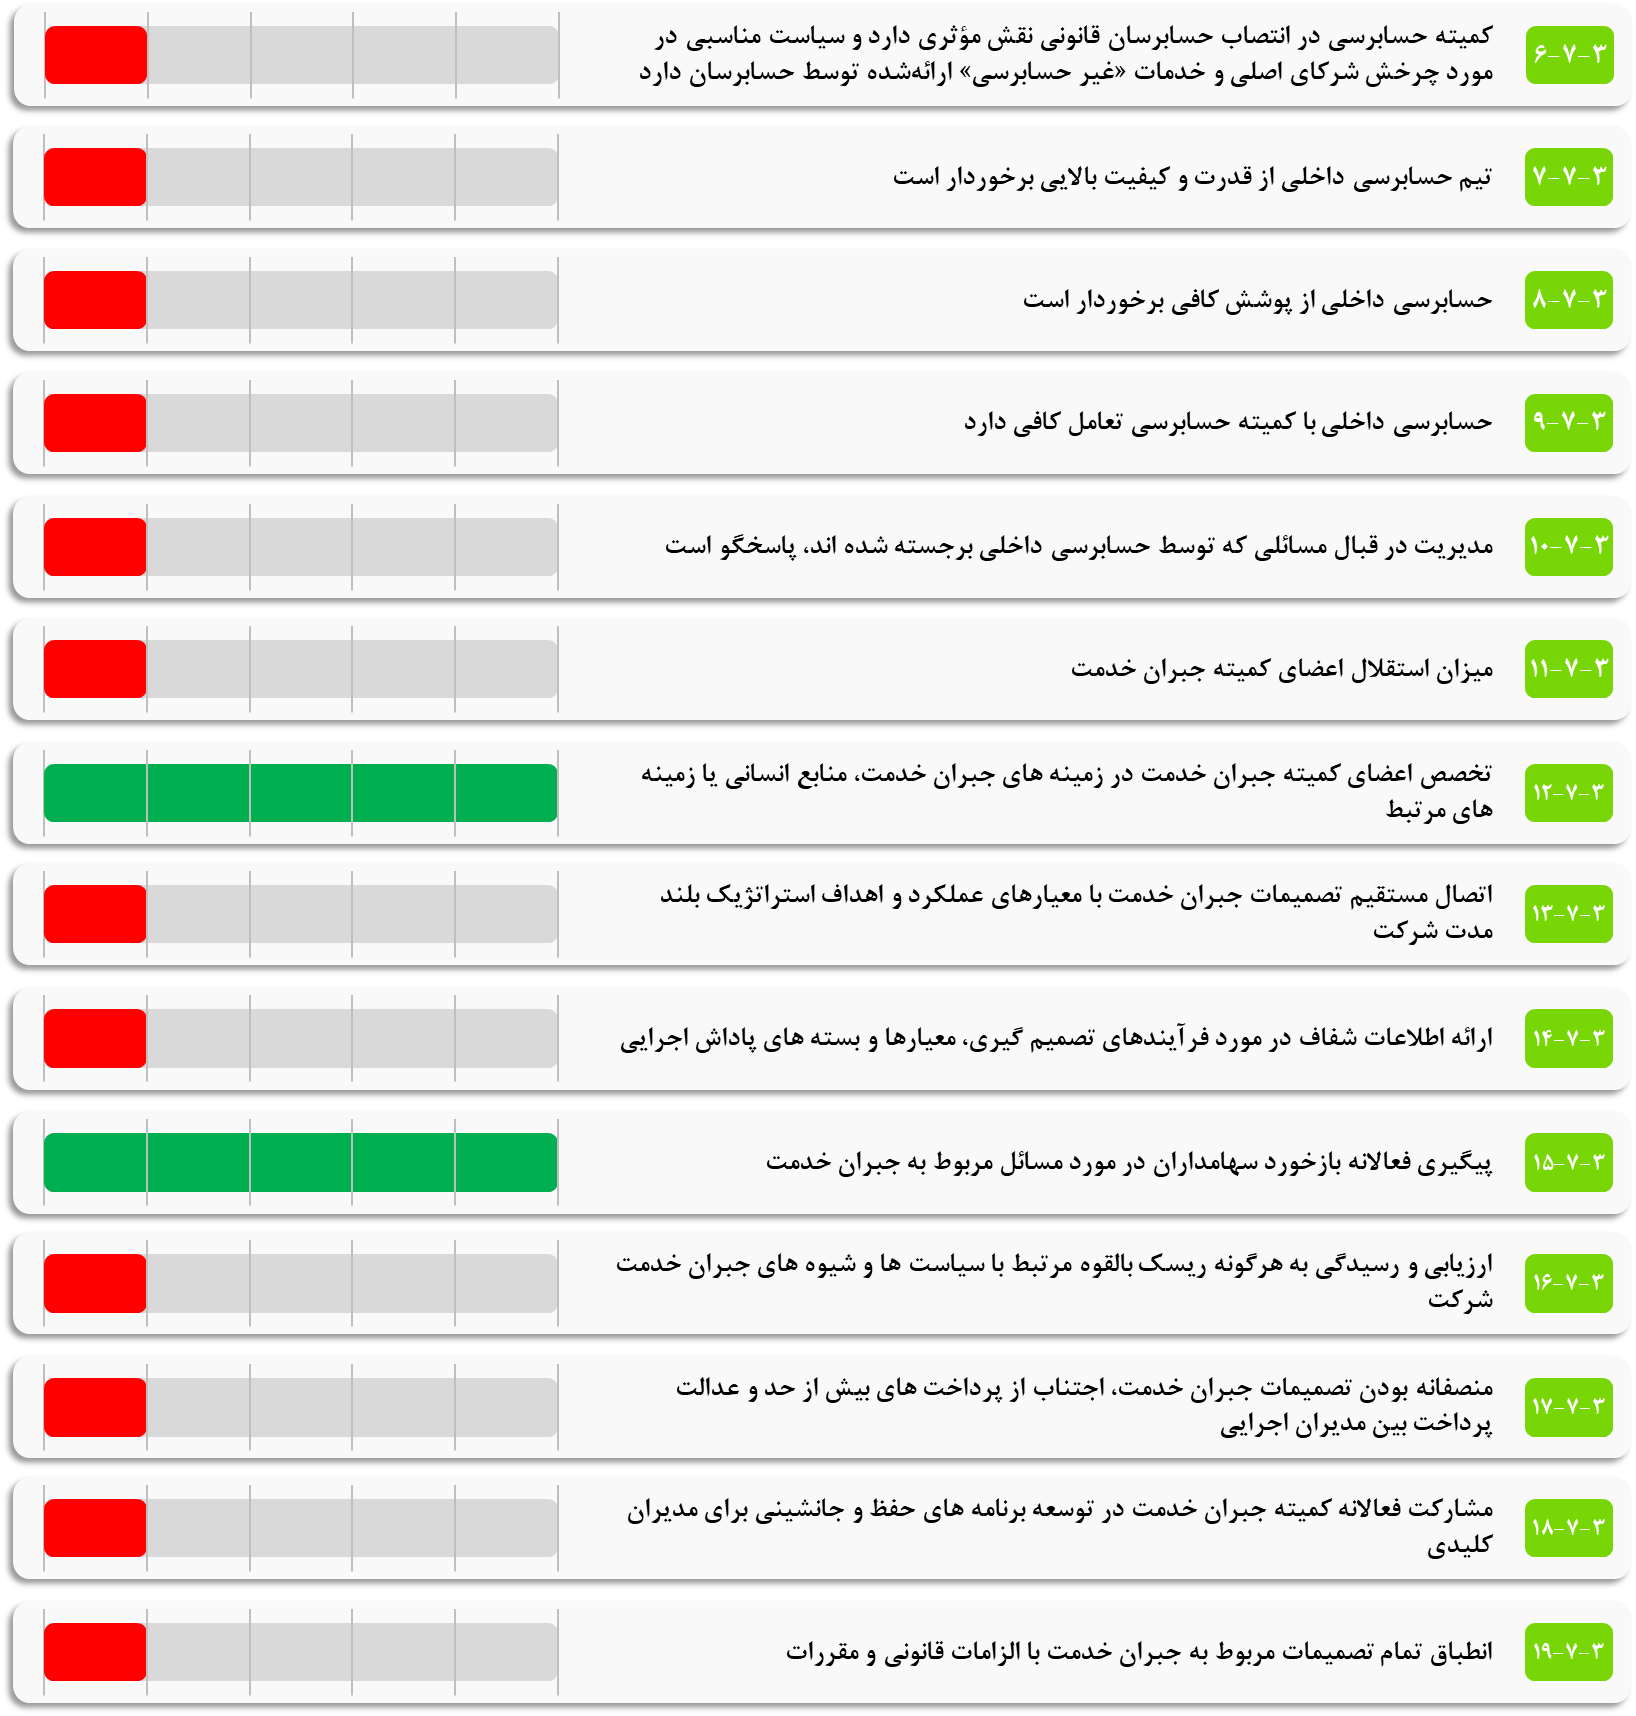 ۳-۷-۶
کمیته حسابرسی در انتصاب حسابرسان قانونی نقش مؤثری دارد و سیاست مناسبی در
مورد چرخش شرکای اصلی و خدمات «غیر حسابرسی» ارائه‌شده توسط حسابرسان دارد
۳-۷-۷
تیم حسابرسی داخلی از قدرت و کیفیت بالایی برخوردار است
۳-۷-۸
حسابرسی داخلی از پوشش کافی برخوردار است
۳-۷-۹
حسابرسی داخلی با کمیته حسابرسی تعامل کافی دارد
۳-۷-۱۰
مدیریت در قبال مسائلی که توسط حسابرسی داخلی برجسته شده اند، پاسخگو است
۳-۷-۱۱
میزان استقلال اعضای کمیته جبران خدمت
۳-۷-۱۲
تخصص اعضای کمیته جبران خدمت در زمینه های جبران خدمت، منابع انسانی یا زمینه
های مرتبط
۳-۷-۱۳
اتصال مستقیم تصمیمات جبران خدمت با معیارهای عملکرد و اهداف استراتژیک بلند
مدت شرکت
۳-۷-۱۴
ارائه اطلاعات شفاف در مورد فرآیندهای تصمیم گیری، معیارها و بسته های پاداش اجرایی
۳-۷-۱۵
پیگیری فعالانه بازخورد سهامداران در مورد مسائل مربوط به جبران خدمت
۳-۷-۱۶
ارزیابی و رسیدگی به هرگونه ریسک بالقوه مرتبط با سیاست ها و شیوه های جبران خدمت
شرکت
۳-۷-۱۷
منصفانه بودن تصمیمات جبران خدمت، اجتناب از پرداخت های بیش از حد و عدالت
پرداخت بین مدیران اجرایی
۳-۷-۱۸
مشارکت فعالانه کمیته جبران خدمت در توسعه برنامه های حفظ و جانشینی برای مدیران
کلیدی
۳-۷-۱۹
انطباق تمام تصمیمات مربوط به جبران خدمت با الزامات قانونی و مقررات